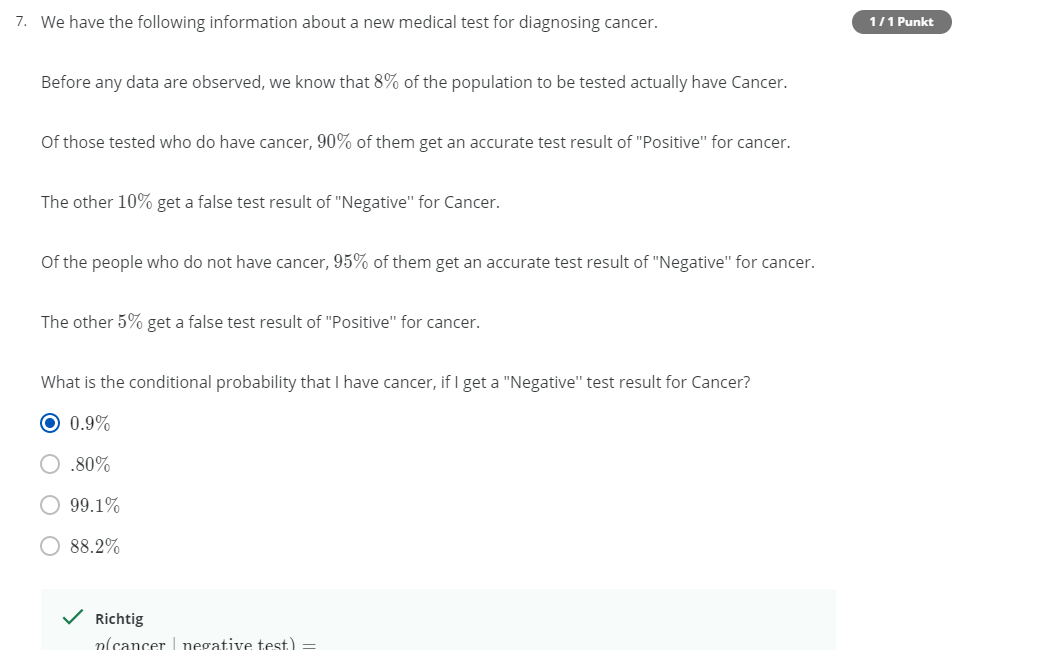 7. We have the following information about a new medical test for diagnosing cancer.
1 / 1 Punkt
Before any data are observed, we know that 8% of the population to be tested actually have Cancer.
Of those tested who do have cancer, 90% of them get an accurate test result of "Positive'' for cancer.
The other 10% get a false test result of "Negative'' for Cancer.
Of the people who do not have cancer, 95% of them get an accurate test result of "Negative'' for cancer.
The other 5% get a false test result of "Positive'' for cancer.
What is the conditional probability that I have cancer, if I get a "Negative'' test result for Cancer?
0.9%
.80%
99.1%
88.2%
Richtig
p(cancer | negative test) =